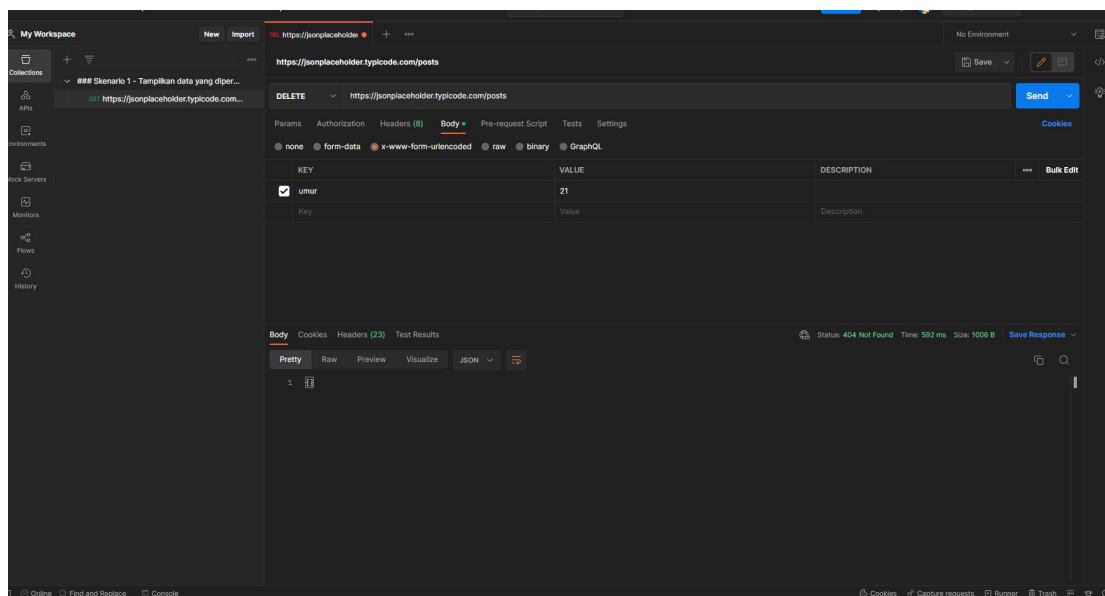 My Workspace
New Import
DEL https://jsonplaceholder
No Environment
Collections
APIs
Environments
Mock Servers
Monitors
Flows
History
### Skenario 1 - Tampilkan data yang diper...
GET https://jsonplaceholder.typicode.com...
https://jsonplaceholder.typicode.com/posts
Save
DELETE https://jsonplaceholder.typicode.com/posts
Send
Params Authorization Headers (8) Body Pre-request Script Tests Settings Cookies
none form-data x-www-form-urlencoded raw binary GraphQL
KEY VALUE DESCRIPTION Bulk Edit
umur 21
Key Value Description
Body Cookies Headers (23) Test Results Status: 404 Not Found Time: 592 ms Size: 1006 B Save Response
Pretty Raw Preview Visualize JSON
1 {}
Online Find and Replace Console Cookies Capture requests Runner Trash